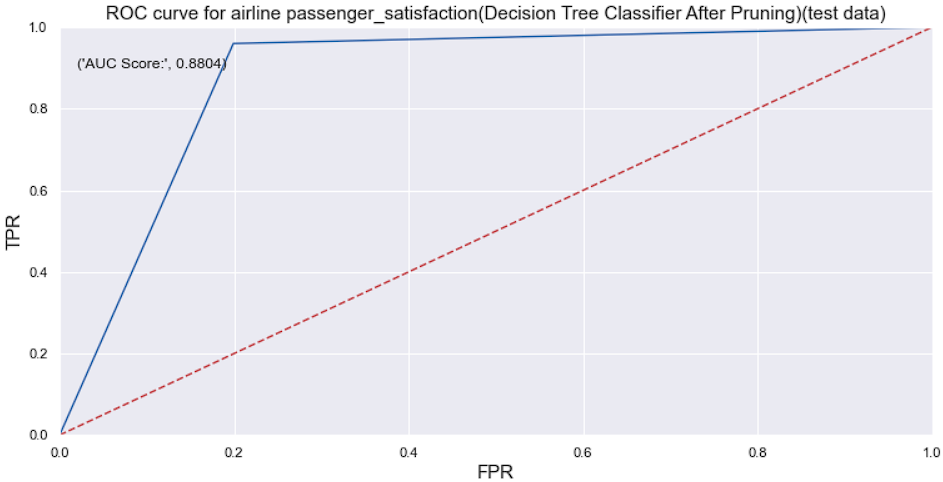 ROC curve for airline passenger_satisfaction(Decision Tree Classifier After Pruning)(test data)
1.0
('AUC Score:', 0.8804)
0.8
0.6
TPR
0.4
0.2
0.0
0.0 0.2 0.4 0.6 0.8 1.0
FPR